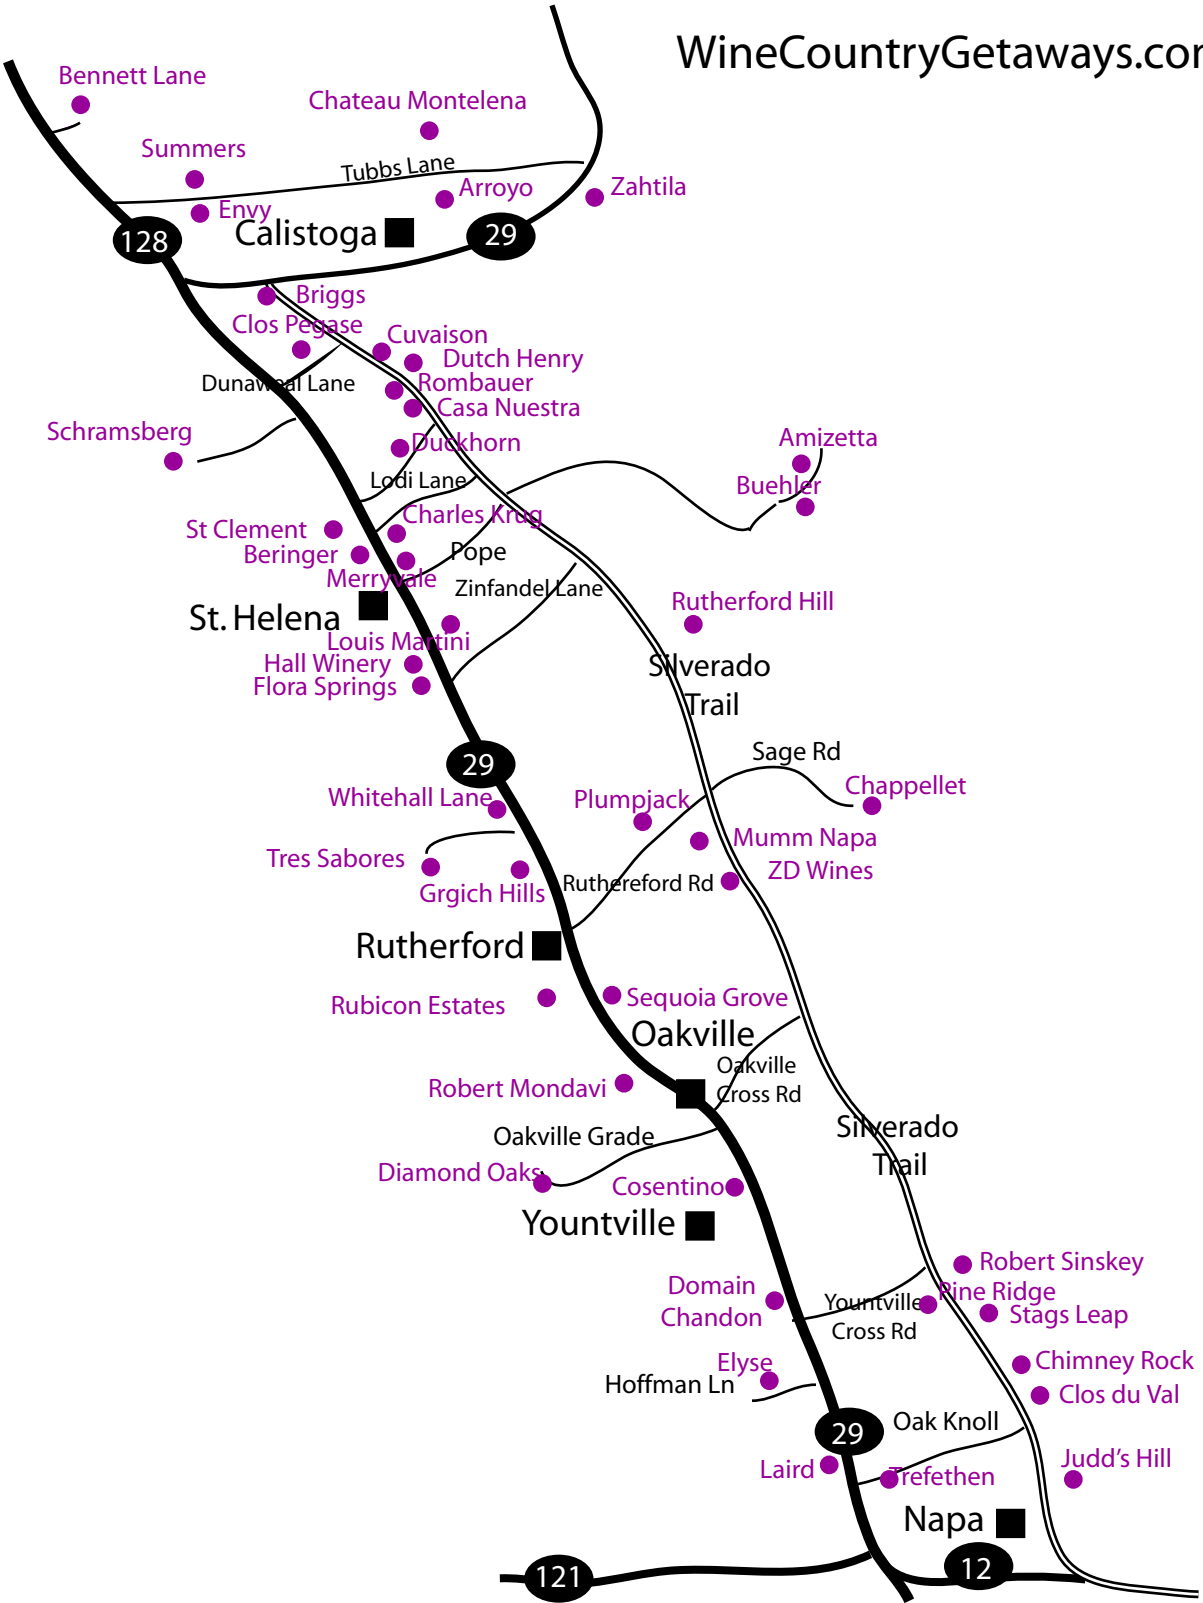 WineCountryGetaways.com
Bennett Lane
Chateau Montelena
Summers
Tubbs Lane
Arroyo
Zahtila
Envy
Calistoga
128
29
Briggs
Clos Pegase
Cuvaison
Dutch Henry
Dunaweal Lane
Rombauer
Casa Nuestra
Schramsberg
Duckhorn
Amizetta
Lodi Lane
Buehler
Charles Krug
St Clement
Beringer
Pope
Merryvale
Zinfandel Lane
St. Helena
Rutherford Hill
Louis Martini
Hall Winery
Silverado
Trail
Flora Springs
Sage Rd
29
Whitehall Lane
Plumpjack
Chappellet
Mumm Napa
Tres Sabores
ZD Wines
Grgich Hills
Ruthereford Rd
Rutherford
Rubicon Estates
Sequoia Grove
Oakville
Oakville
Cross Rd
Robert Mondavi
Silverado
Trail
Oakville Grade
Diamond Oaks
Cosentino
Yountville
Robert Sinskey
Domain
Chandon
Pine Ridge
Yountville
Cross Rd
Stags Leap
Elyse
Hoffman Ln
Chimney Rock
Clos du Val
29
Oak Knoll
Laird
Trefethen
Judd's Hill
Napa
121
12